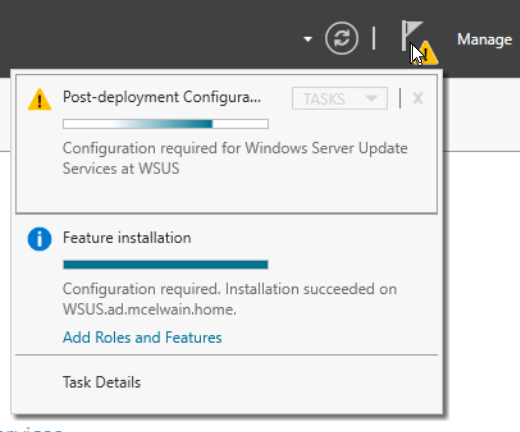 Manage
Post-deployment Configura...
TASKS
X
Configuration required for Windows Server Update
Services at WSUS
Feature installation
Configuration required. Installation succeeded on
WSUS.ad.mcelwain.home.
Add Roles and Features
Task Details